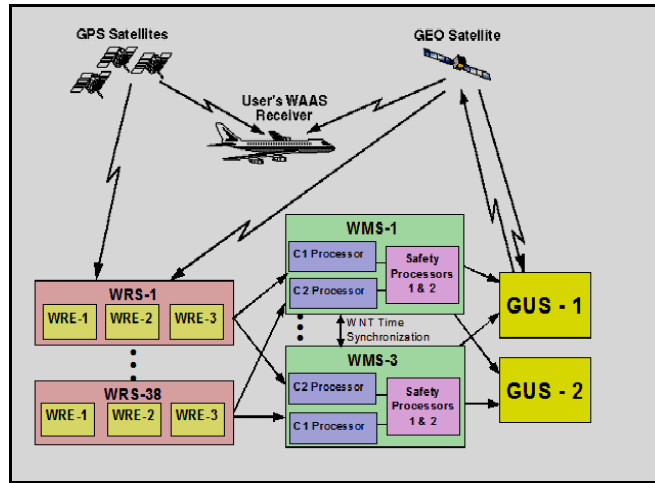 GPS Satellites
GEO Satellite
User's WAAS
Receiver
WMS-1
C1 Processor
C2 Processor
Safety
Processors
1 & 2
WRS-1
WRE-1
WRE-2
WRE-3
GUS - 1
WNT Time
Synchronization
WMS-3
C2 Processor
C1 Processor
Safety
Processors
1 & 2
WRS-38
WRE-1
WRE-2
WRE-3
GUS - 2